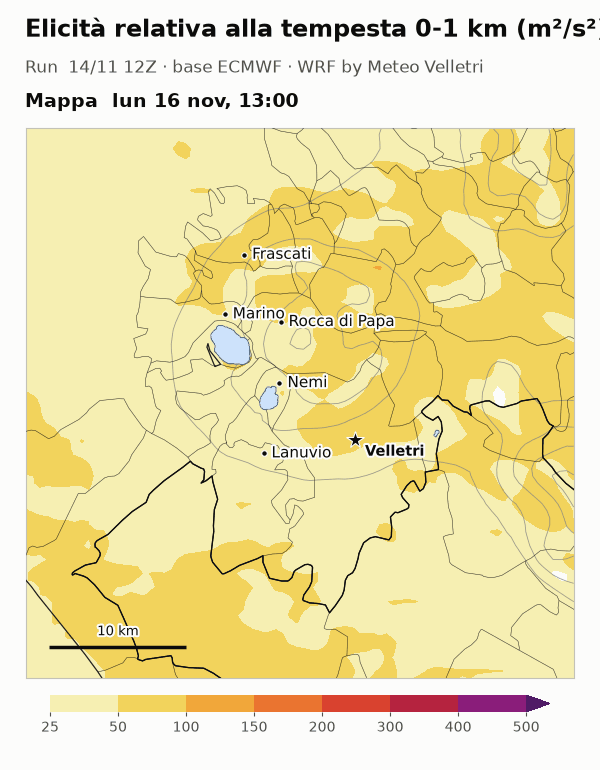 Elicità relativa alla tempesta 0-1 km (m²/s²)
Run 14/11 12Z · base ECMWF · WRF by Meteo Velletri
Mappa lun 16 nov, 13:00
Frascati
Marino
Rocca di Papa
Nemi
Velletri
Lanuvio
10 km
25 50 100 150 200 300 400 500